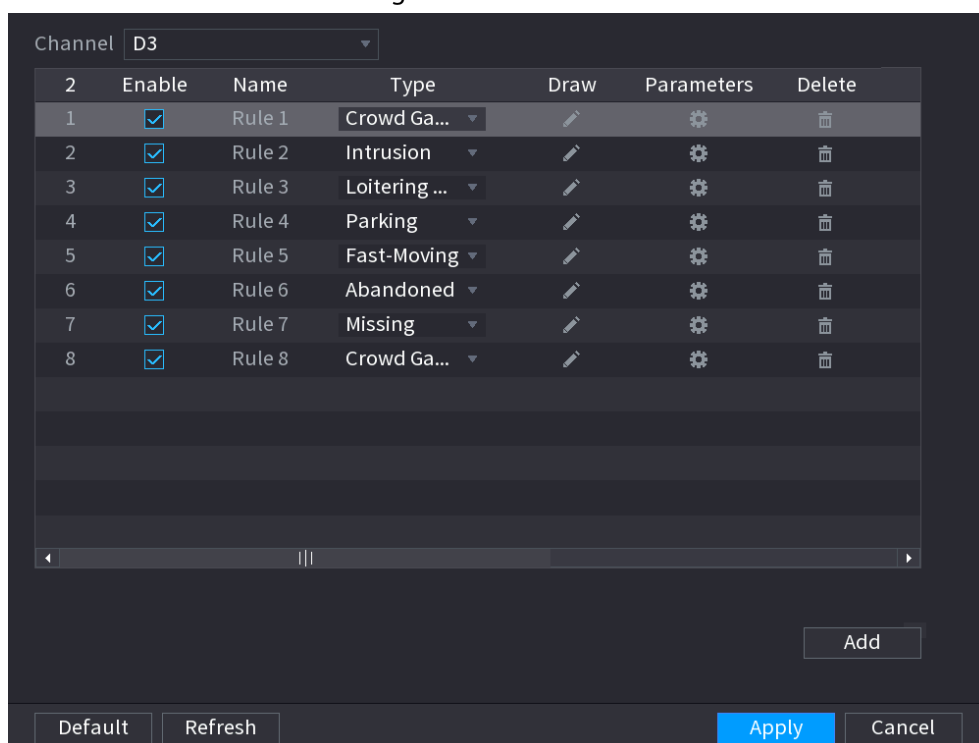 Channel D3
2 Enable Name Type Draw Parameters Delete
1 Rule 1 Crowd Ga...
2 Rule 2 Intrusion
3 Rule 3 Loitering ...
4 Rule 4 Parking
5 Rule 5 Fast-Moving
6 Rule 6 Abandoned
7 Rule 7 Missing
8 Rule 8 Crowd Ga...
Add
Default Refresh Apply Cancel